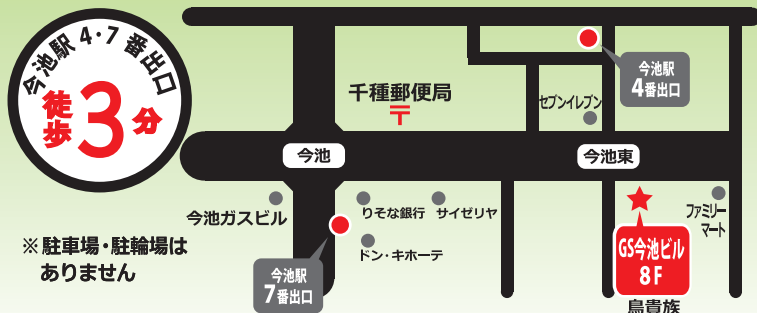 今池駅4・7番出口
徒歩3分
千種郵便局
〒
今池駅
4番出口
セブンイレブン
今池
今池東
今池ガスビル
りそな銀行
サイゼリヤ
ドン・キホーテ
ファミリー
マート
GS今池ビル
8F
鳥貴族
今池駅
7番出口
※駐車場・駐輪場は
ありません